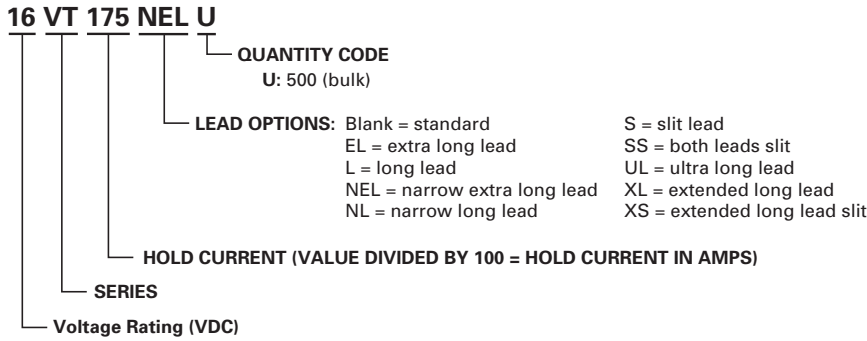 16 VT 175 NEL U
QUANTITY CODE
U: 500 (bulk)
LEAD OPTIONS: Blank = standard S = slit lead
EL = extra long lead SS = both leads slit
L = long lead UL = ultra long lead
NEL = narrow extra long lead XL = extended long lead
NL = narrow long lead XS = extended long lead slit
HOLD CURRENT (VALUE DIVIDED BY 100 = HOLD CURRENT IN AMPS)
SERIES
Voltage Rating (VDC)